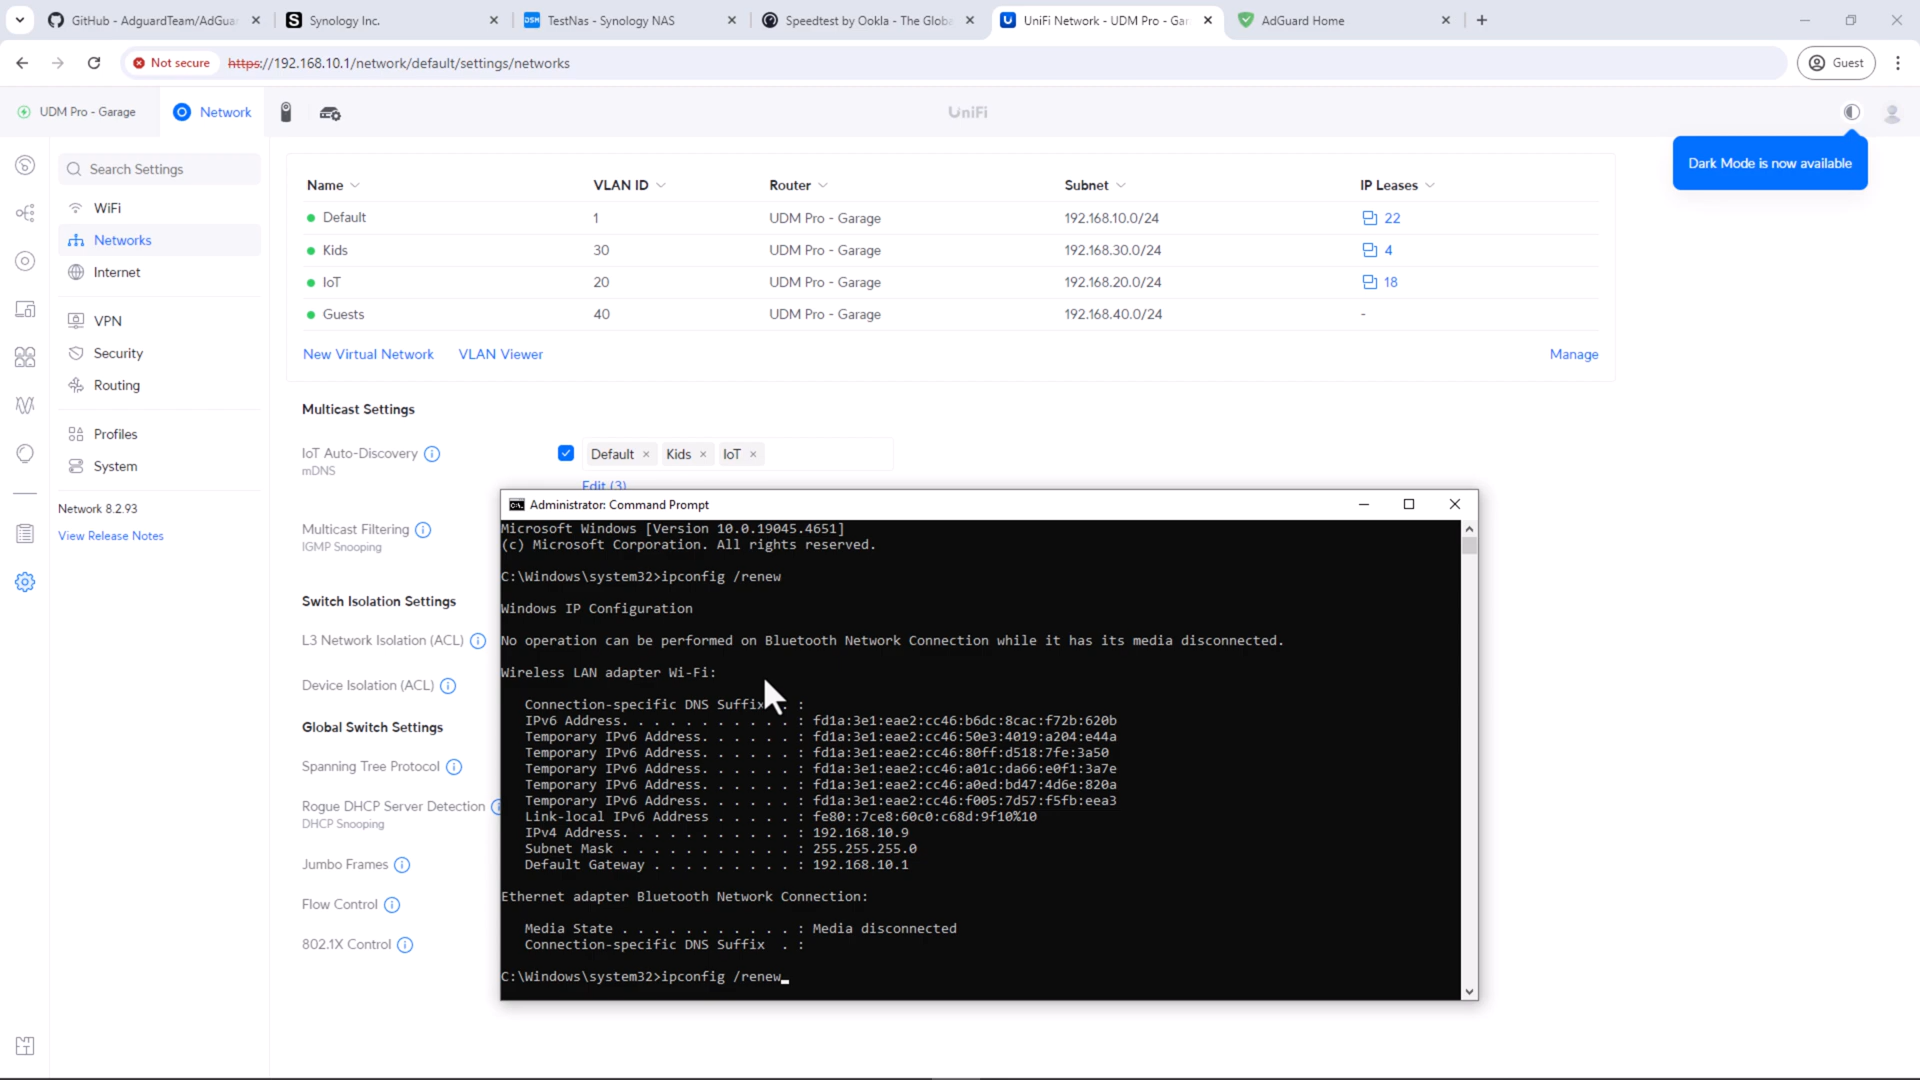 GitHub - AdguardTeam/AdGua
Synology Inc.
DSM TestNas - Synology NAS
Speedtest by Ookla - The Globa
UniFi Network - UDM Pro - Gar
AdGuard Home
Not secure https://192.168.10.1/network/default/settings/networks
Guest
UDM Pro - Garage
Network
UniFi
Dark Mode is now available
Search Settings
WiFi
Networks
Internet
VPN
Security
Routing
Profiles
System
Network 8.2.93
View Release Notes
Name VLAN ID Router Subnet IP Leases
Default 1 UDM Pro - Garage 192.168.10.0/24 22
Kids 30 UDM Pro - Garage 192.168.30.0/24 4
IoT 20 UDM Pro - Garage 192.168.20.0/24 18
Guests 40 UDM Pro - Garage 192.168.40.0/24 -
New Virtual Network VLAN Viewer Manage
Multicast Settings
IoT Auto-Discovery
mDNS
Default × Kids × IoT ×
Edit (3)
Multicast Filtering
IGMP Snooping
Switch Isolation Settings
L3 Network Isolation (ACL)
Device Isolation (ACL)
Global Switch Settings
Spanning Tree Protocol
Rogue DHCP Server Detection
DHCP Snooping
Jumbo Frames
Flow Control
802.1X Control
Administrator: Command Prompt
Microsoft Windows [Version 10.0.19045.4651]
(c) Microsoft Corporation. All rights reserved.
C:\Windows\system32>ipconfig /renew
Windows IP Configuration
No operation can be performed on Bluetooth Network Connection while it has its media disconnected.
Wireless LAN adapter Wi-Fi:
Connection-specific DNS Suffix . :
IPv6 Address. . . . . . . . . . . : fd1a:3e1:eae2:cc46:b6dc:8cac:f72b:620b
Temporary IPv6 Address. . . . . . : fd1a:3e1:eae2:cc46:50e3:4019:a204:e44a
Temporary IPv6 Address. . . . . . : fd1a:3e1:eae2:cc46:80ff:d518:7fe:3a50
Temporary IPv6 Address. . . . . . : fd1a:3e1:eae2:cc46:a01c:da66:e0f1:3a7e
Temporary IPv6 Address. . . . . . : fd1a:3e1:eae2:cc46:a0ed:bd47:4d6e:820a
Temporary IPv6 Address. . . . . . : fd1a:3e1:eae2:cc46:f005:7d57:f5fb:eea3
Link-local IPv6 Address . . . . . : fe80::7ce8:60c0:c68d:9f10%10
IPv4 Address. . . . . . . . . . . : 192.168.10.9
Subnet Mask . . . . . . . . . . . : 255.255.255.0
Default Gateway . . . . . . . . . : 192.168.10.1
Ethernet adapter Bluetooth Network Connection:
Media State . . . . . . . . . . . : Media disconnected
Connection-specific DNS Suffix . :
C:\Windows\system32>ipconfig /renew